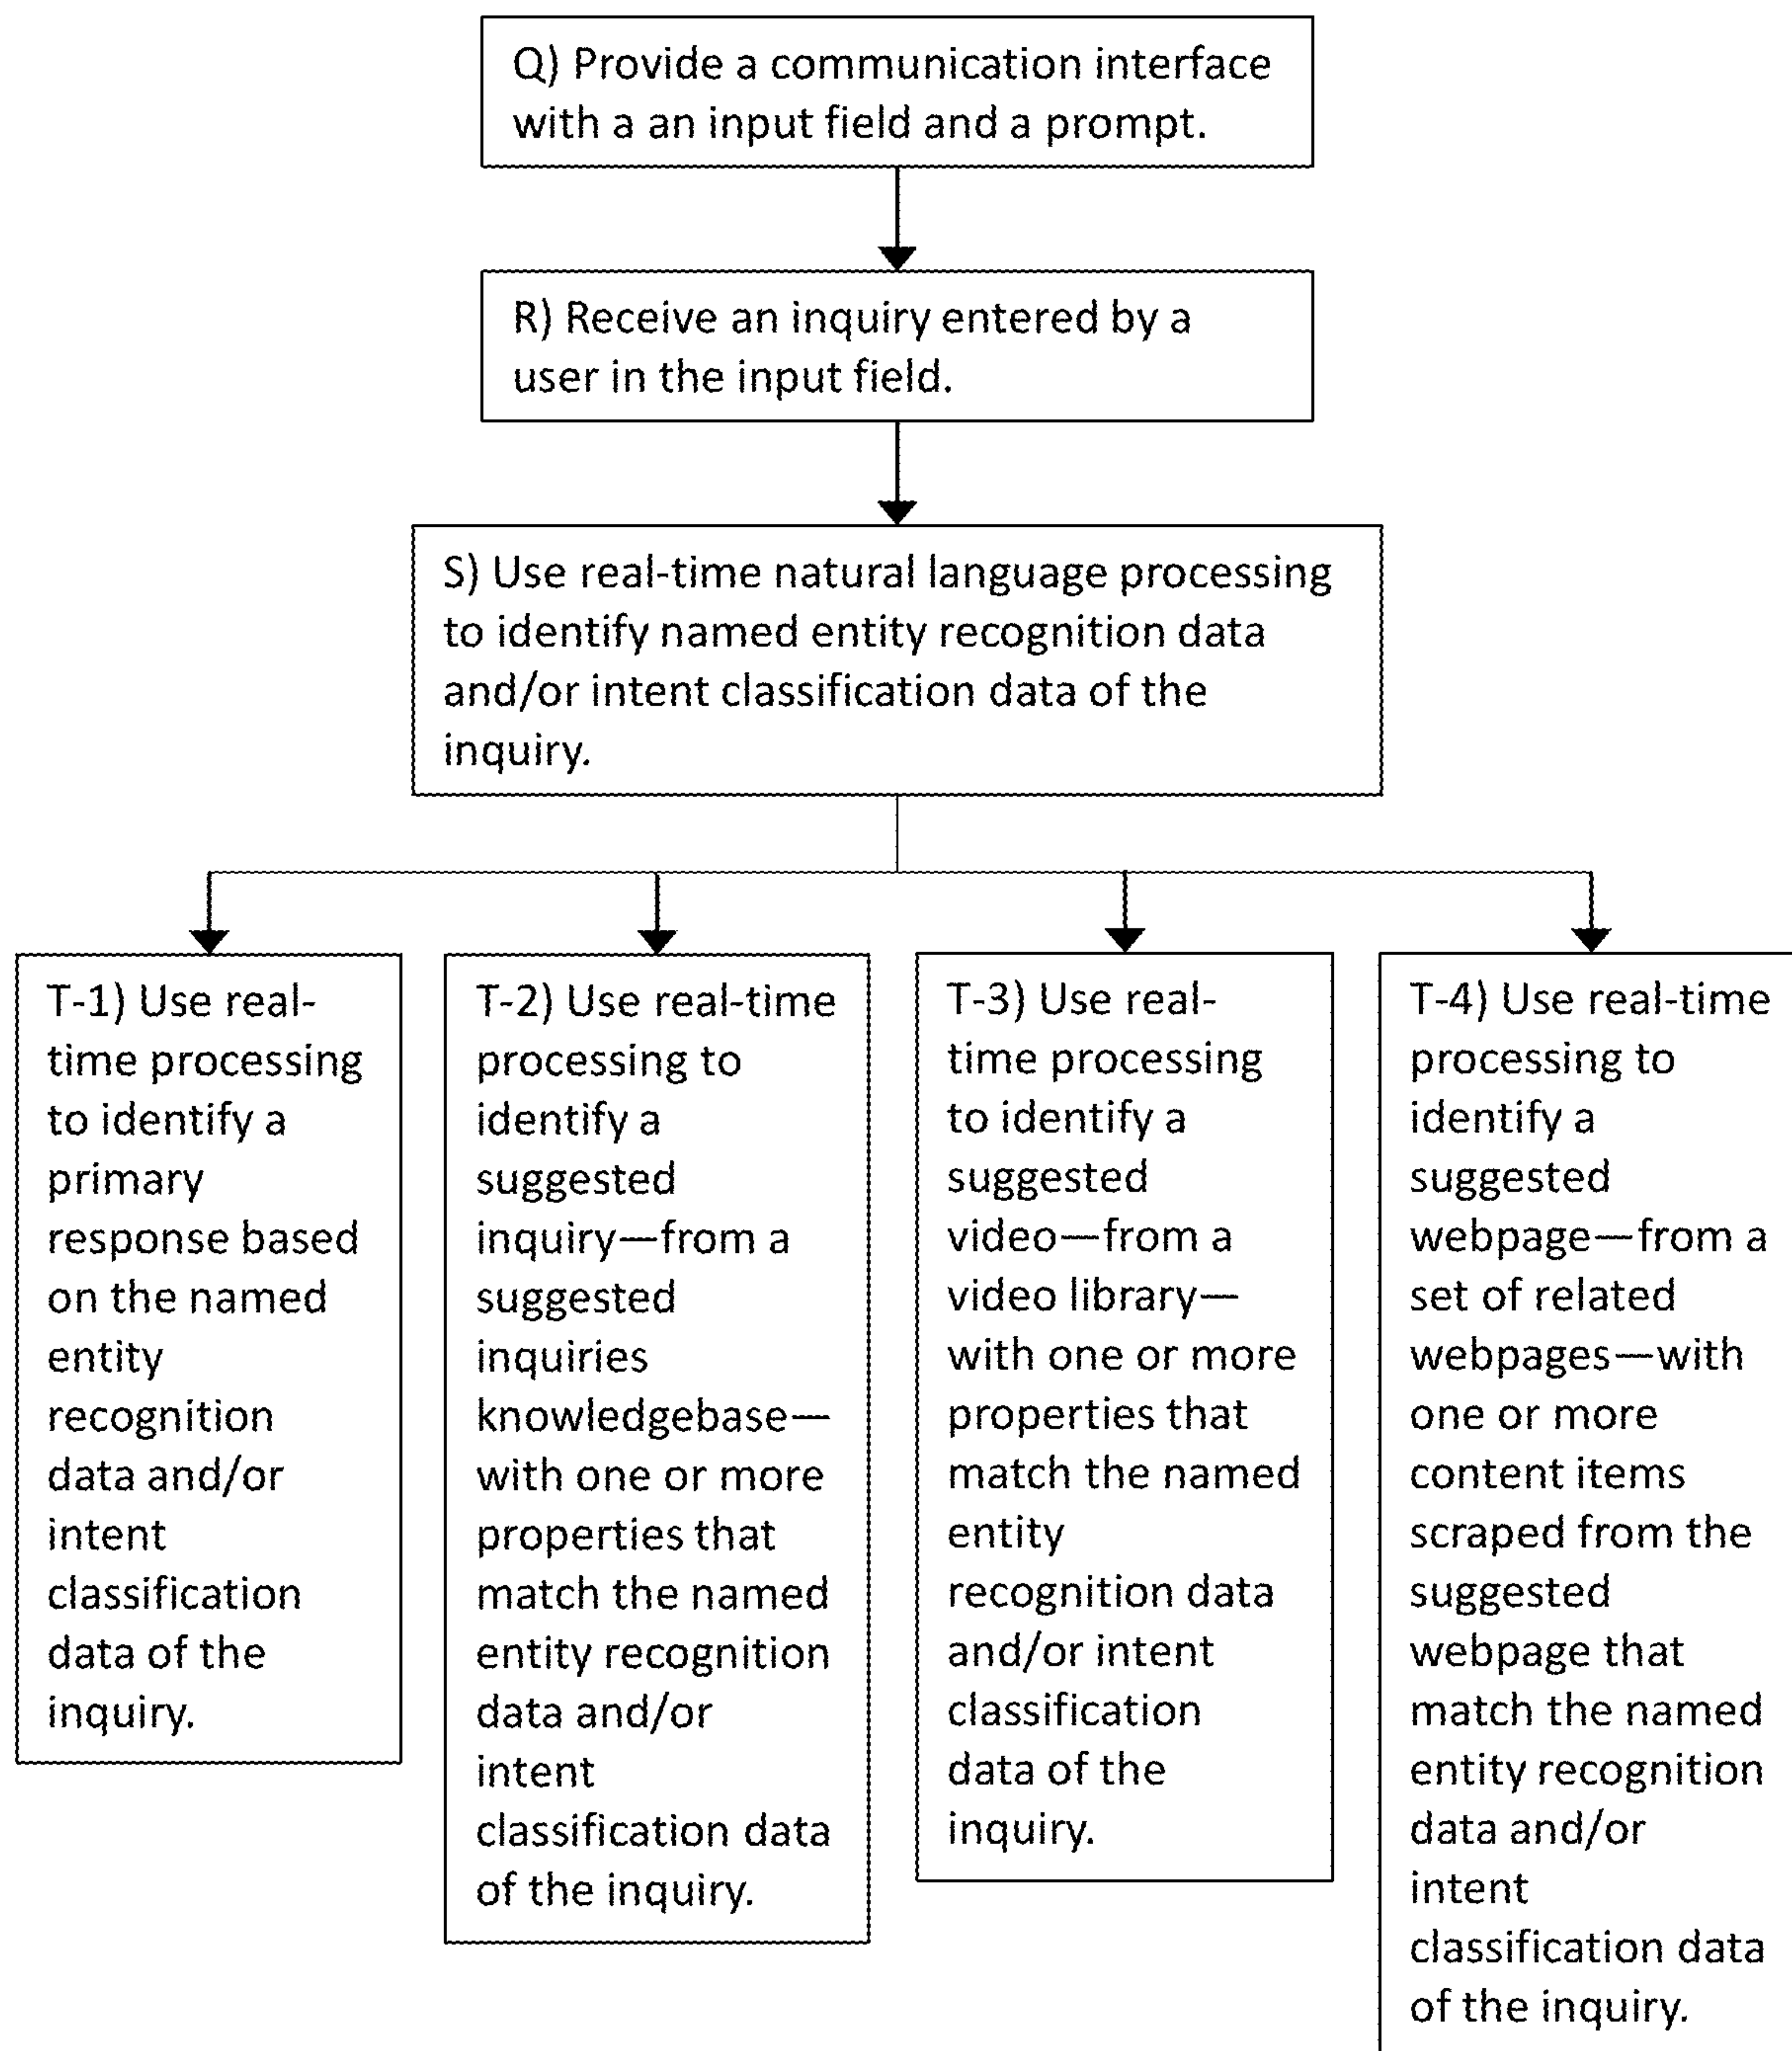 Q) Provide a communication interface
with a an input field and a prompt.
R) Receive an inquiry entered by a
user in the input field.
S) Use real-time natural language processing
to identify named entity recognition data
and/or intent classification data of the
inquiry.
T-1) Use real-
time processing
to identify a
primary
response based
on the named
entity
recognition
data and/or
intent
classification
data of the
inquiry.
T-2) Use real-time
processing to
identify a
suggested
inquiry—from a
suggested
inquiries
knowledgebase—
with one or more
properties that
match the named
entity recognition
data and/or
intent
classification data
of the inquiry.
T-3) Use real-
time processing
to identify a
suggested
video—from a
video library—
with one or more
properties that
match the named
entity
recognition data
and/or intent
classification
data of the
inquiry.
T-4) Use real-time
processing to
identify a
suggested
webpage—from a
set of related
webpages—with
one or more
content items
scraped from the
suggested
webpage that
match the named
entity recognition
data and/or
intent
classification data
of the inquiry.